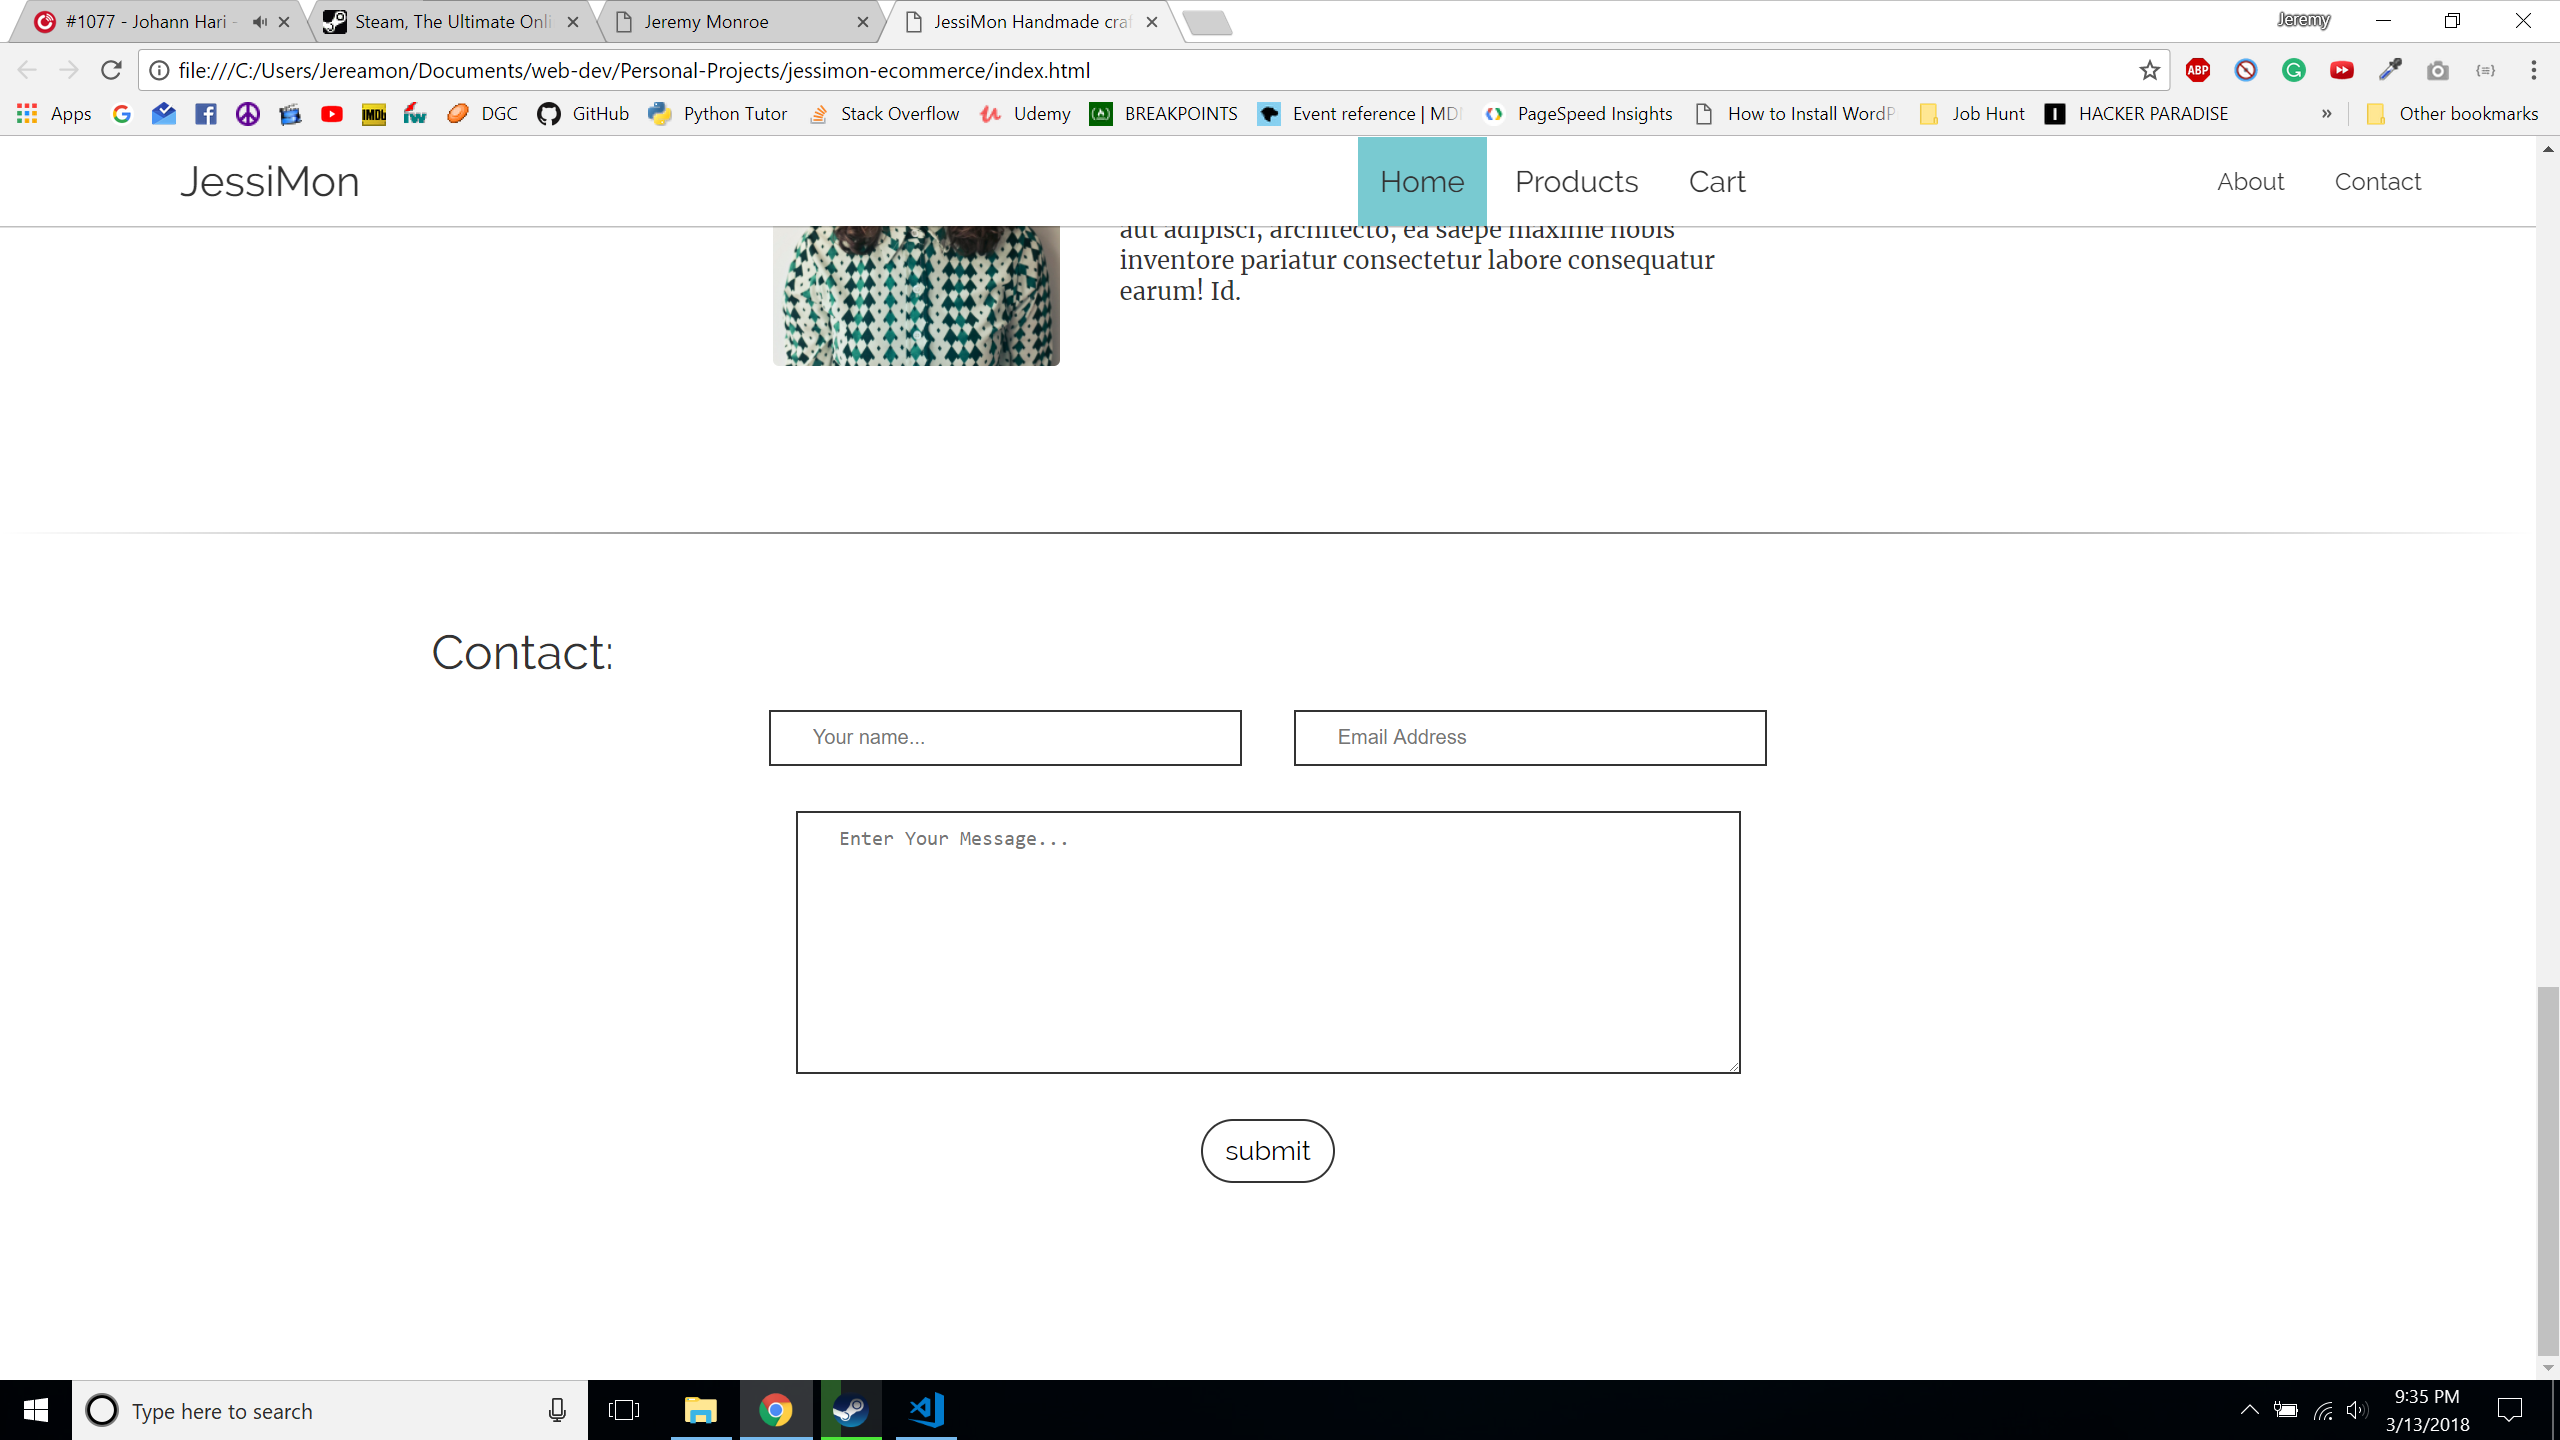 #1077 - Johann Hari -
Steam, The Ultimate Onli
Jeremy Monroe
JessiMon Handmade craf
Jeremy
file:///C:/Users/Jereamon/Documents/web-dev/Personal-Projects/jessimon-ecommerce/index.html
ABP
Apps
IMDb
DGC
GitHub
Python Tutor
Stack Overflow
Udemy
BREAKPOINTS
Event reference | MD
PageSpeed Insights
How to Install WordP
Job Hunt
HACKER PARADISE
»
Other bookmarks
JessiMon
Home
Products
Cart
About
Contact
aut adipisci, architecto, ea saepe maxime nobis
inventore pariatur consectetur labore consequatur
earum! Id.
Contact:
Your name...
Email Address
Enter Your Message...
submit
Type here to search
9:35 PM
3/13/2018